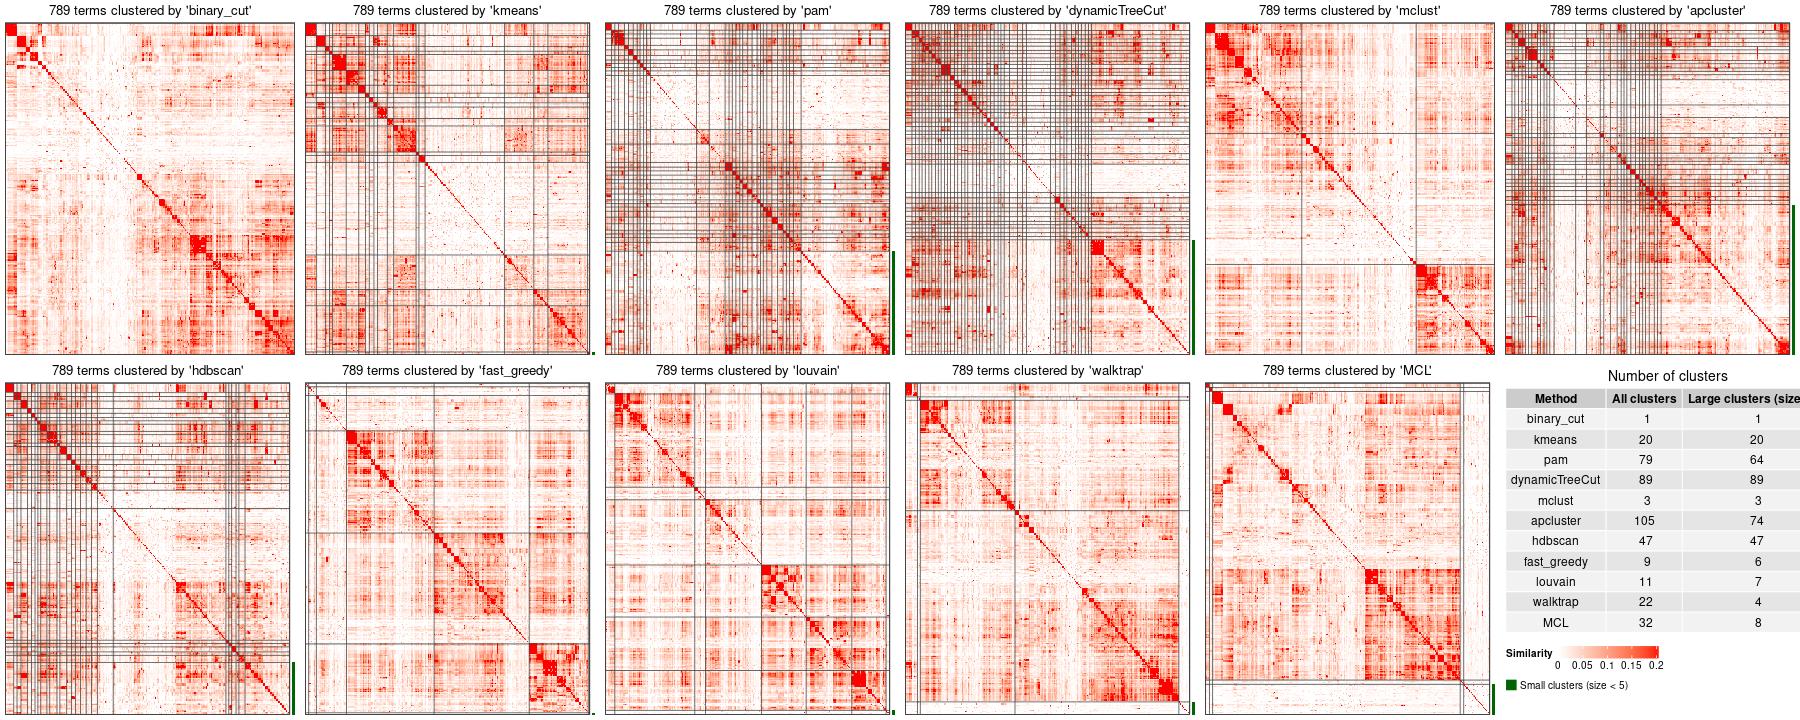 789 terms clustered by 'binary_cut'
789 terms clustered by 'kmeans'
789 terms clustered by 'pam'
789 terms clustered by 'dynamicTreeCut'
789 terms clustered by 'mclust'
789 terms clustered by 'apcluster'
789 terms clustered by 'hdbscan'
789 terms clustered by 'fast_greedy'
789 terms clustered by 'louvain'
789 terms clustered by 'walktrap'
789 terms clustered by 'MCL'
Number of clusters
Method All clusters Large clusters (size
binary_cut 1 1
kmeans 20 20
pam 79 64
dynamicTreeCut 89 89
mclust 3 3
apcluster 105 74
hdbscan 47 47
fast_greedy 9 6
louvain 11 7
walktrap 22 4
MCL 32 8
Similarity
0 0.05 0.1 0.15 0.2
Small clusters (size < 5)